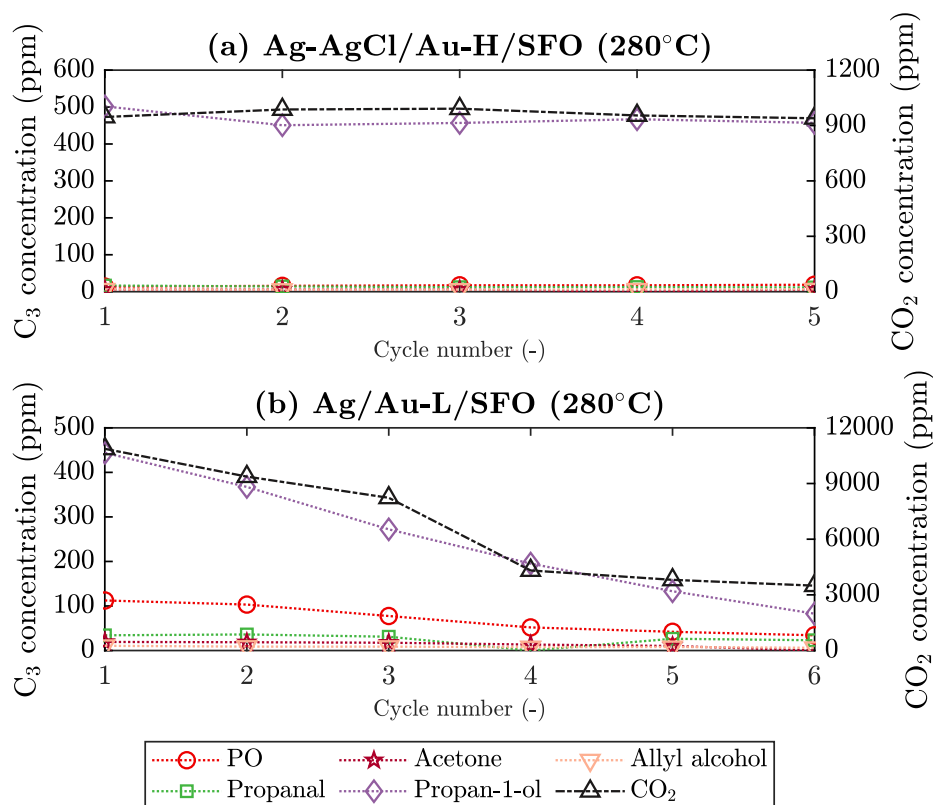 (a) Ag-AgCl/Au-H/SFO (280°C)
C₃ concentration (ppm)
600
500
400
300
200
100
0
1200
900
600
300
0
CO₂ concentration (ppm)
1 2 3 4 5
Cycle number (-)
(b) Ag/Au-L/SFO (280°C)
C₃ concentration (ppm)
500
400
300
200
100
0
12000
9000
6000
3000
0
CO₂ concentration (ppm)
1 2 3 4 5 6
Cycle number (-)
PO Acetone Allyl alcohol
Propanal Propan-1-ol CO₂